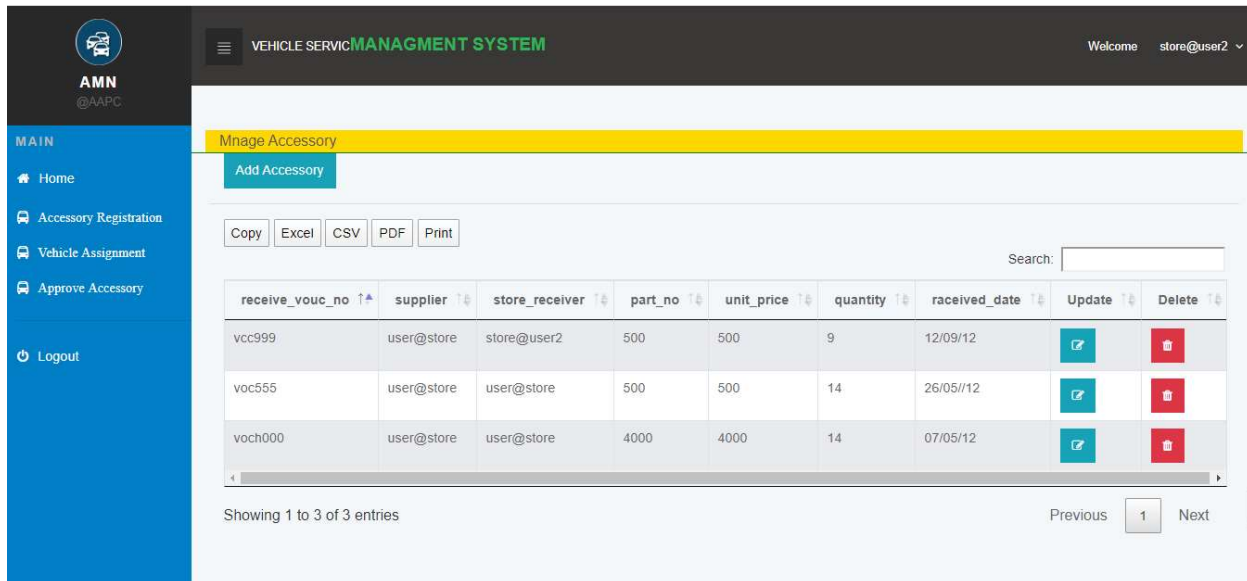 VEHICLE SERVICMANAGMENT SYSTEM
Welcome store@user2
AMN
@AAPC
MAIN
Home
Accessory Registration
Vehicle Assignment
Approve Accessory
Logout
Mnage Accessory
Add Accessory
Copy Excel CSV PDF Print
Search:
receive_vouc_no supplier store_receiver part_no unit_price quantity raceived_date Update Delete
vcc999 user@store store@user2 500 500 9 12/09/12
voc555 user@store user@store 500 500 14 26/05//12
voch000 user@store user@store 4000 4000 14 07/05/12
Showing 1 to 3 of 3 entries
Previous 1 Next